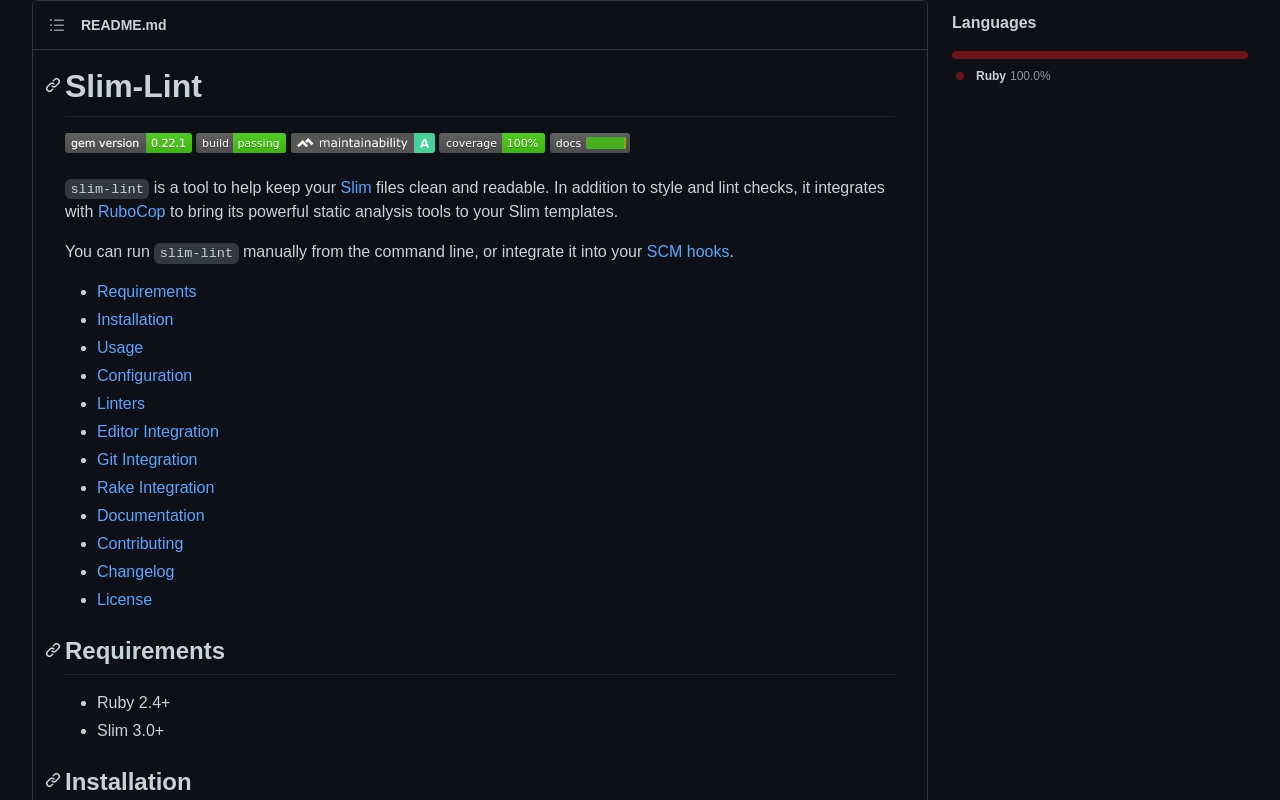 README.md
Languages
Ruby 100.0%
Slim-Lint
gem version 0.22.1 build passing maintainability A coverage 100% docs
slim-lint is a tool to help keep your Slim files clean and readable. In addition to style and lint checks, it integrates
with RuboCop to bring its powerful static analysis tools to your Slim templates.
You can run slim-lint manually from the command line, or integrate it into your SCM hooks.
Requirements
Installation
Usage
Configuration
Linters
Editor Integration
Git Integration
Rake Integration
Documentation
Contributing
Changelog
License
Requirements
Ruby 2.4+
Slim 3.0+
Installation